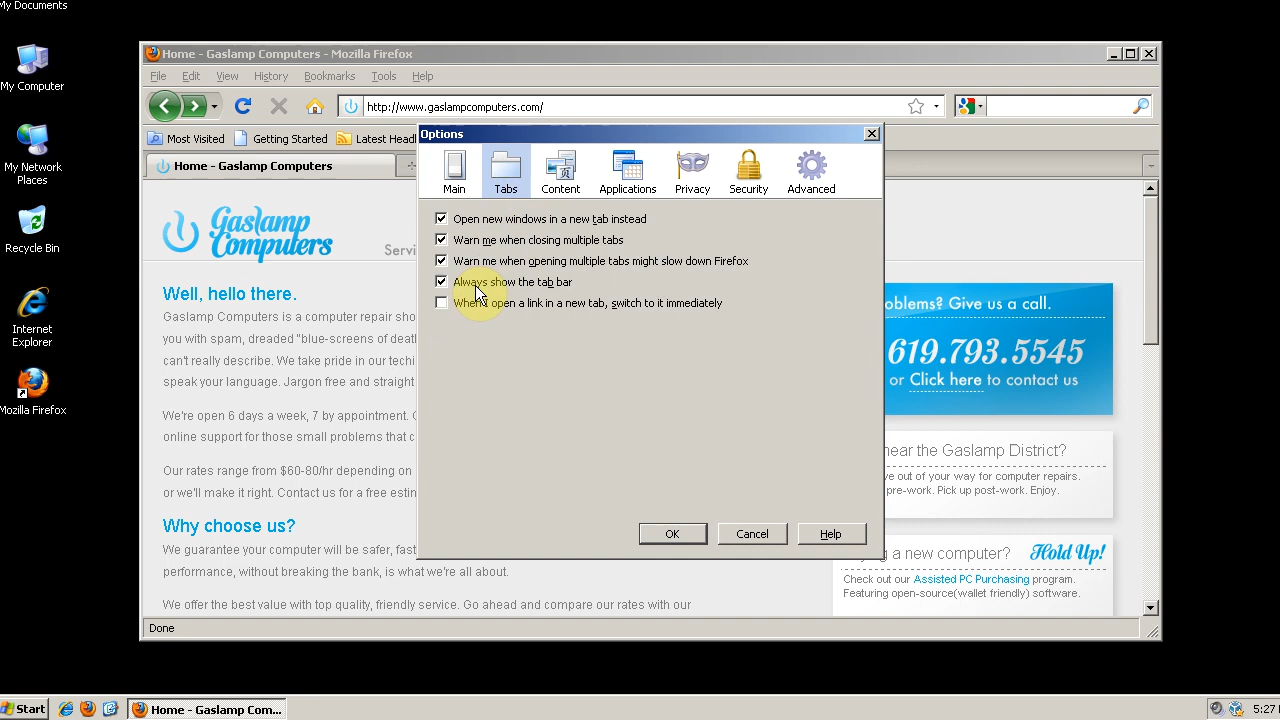 My Documents
My Computer
My Network
Places
Recycle Bin
Internet
Explorer
Mozilla Firefox
Home - Gaslamp Computers - Mozilla Firefox
File Edit View History Bookmarks Tools Help
http://www.gaslampcomputers.com/
Most Visited Getting Started Latest Head
Home - Gaslamp Computers
Options
Main Tabs Content Applications Privacy Security Advanced
Open new windows in a new tab instead
Warn me when closing multiple tabs
Warn me when opening multiple tabs might slow down Firefox
Always show the tab bar
When I open a link in a new tab, switch to it immediately
OK Cancel Help
Gaslamp
Computers
Servi
Well, hello there.
Gaslamp Computers is a computer repair sho
you with spam, dreaded "blue-screens of deat
can't really describe. We take pride in our techi
speak your language. Jargon free and straight
We're open 6 days a week, 7 by appointment.
online support for those small problems that c
Our rates range from $60-80/hr depending on
or we'll make it right. Contact us for a free estin
Why choose us?
We guarantee your computer will be safer, fast
performance, without breaking the bank, is what we're all about.
We offer the best value with top quality, friendly service. Go ahead and compare our rates with our
oblems? Give us a call.
619.793.5545
or Click here to contact us
near the Gaslamp District?
ve out of your way for computer repairs.
pre-work. Pick up post-work. Enjoy.
g a new computer? Hold Up!
Check out our Assisted PC Purchasing program.
Featuring open-source(wallet friendly) software.
Done
Start
Home - Gaslamp Com...
5:27